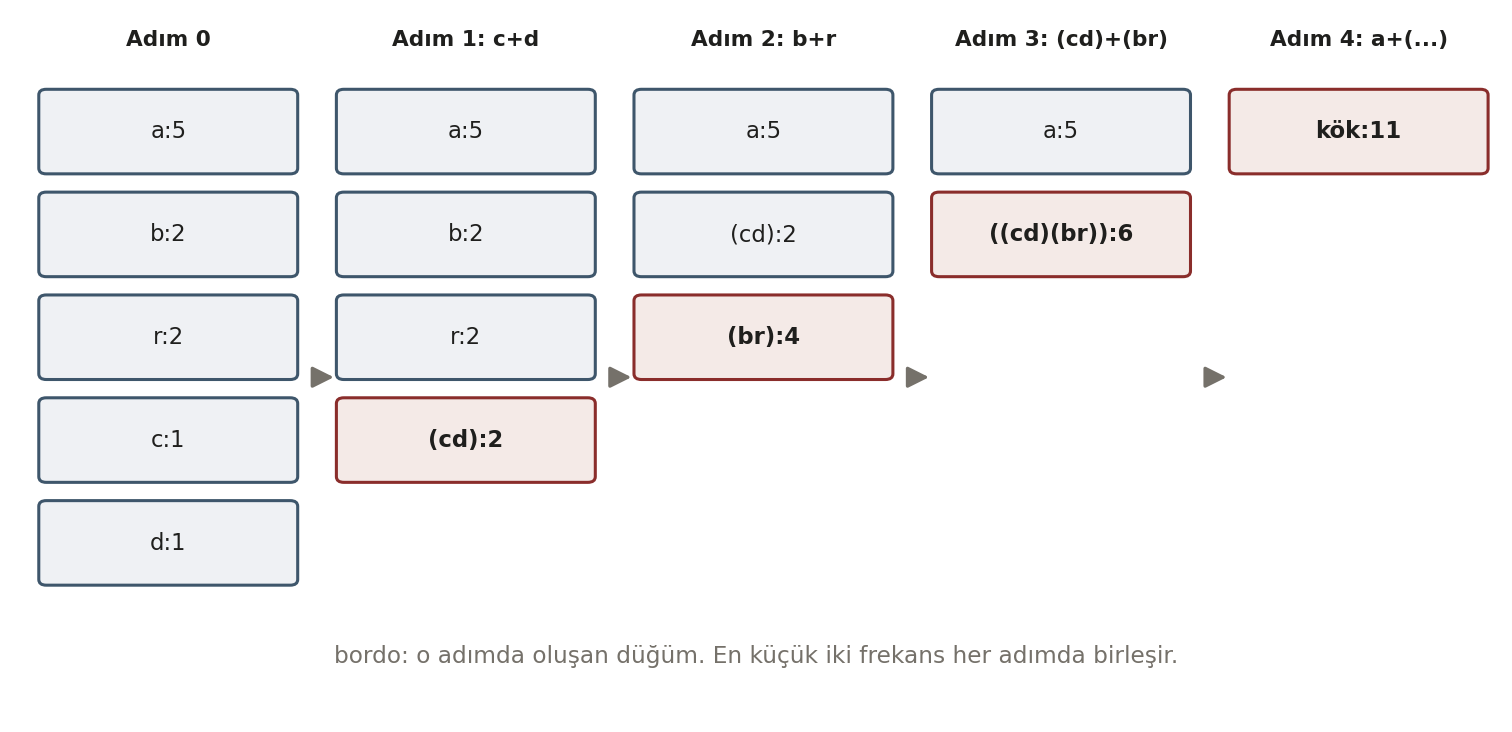 Adım 0
a:5
b:2
r:2
c:1
d:1
Adım 1: c+d
a:5
b:2
r:2
(cd):2
Adım 2: b+r
a:5
(cd):2
(br):4
Adım 3: (cd)+(br)
a:5
((cd)(br)):6
Adım 4: a+(...)
kök:11
bordo: o adımda oluşan düğüm. En küçük iki frekans her adımda birleşir.